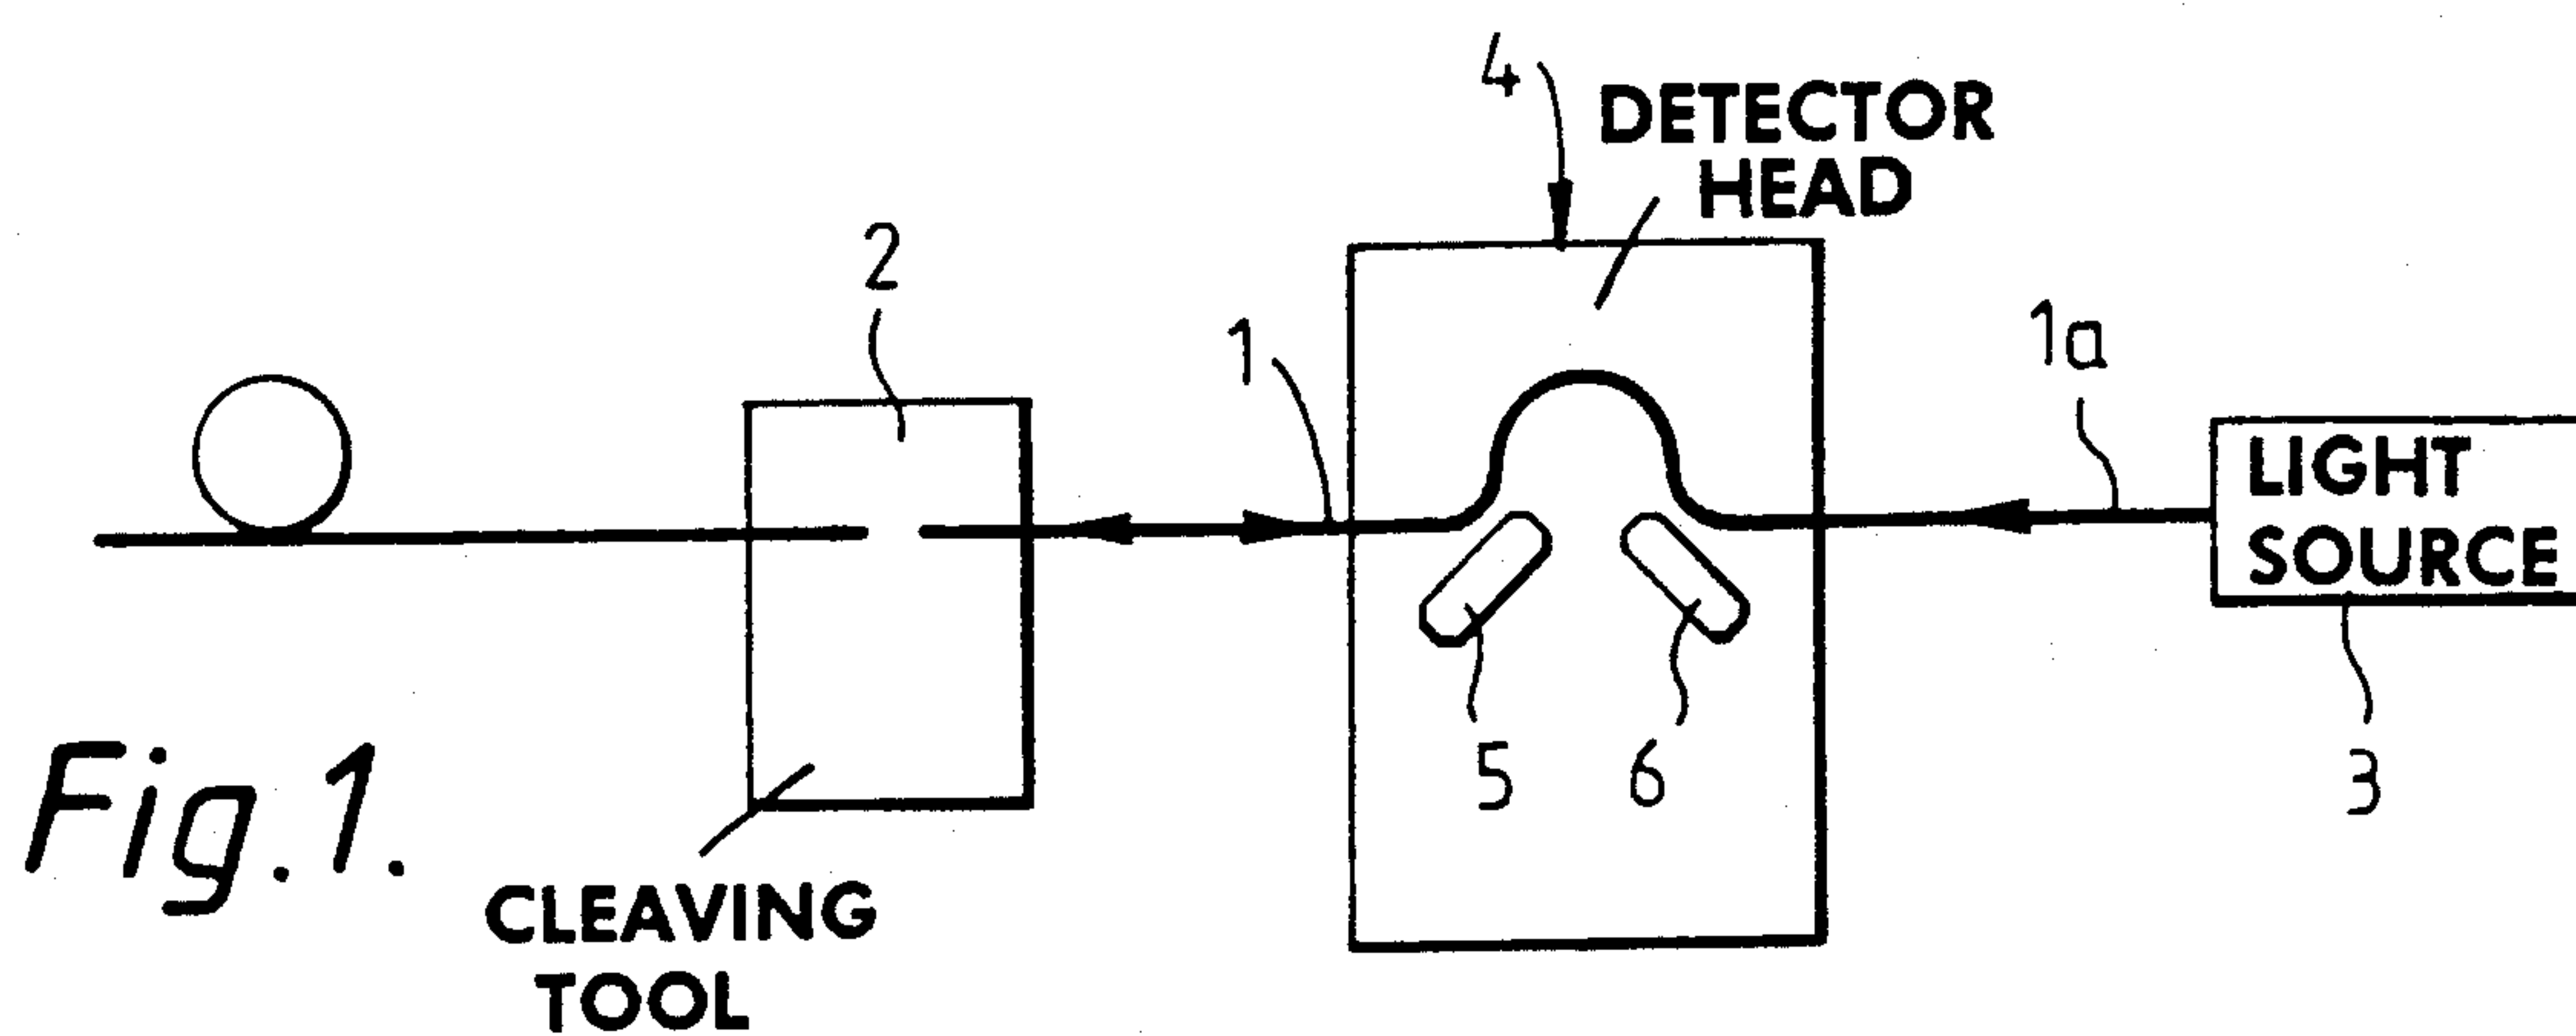 4
DETECTOR
HEAD
2
1
1a
LIGHT
SOURCE
5
6
3
Fig.1.
CLEAVING
TOOL